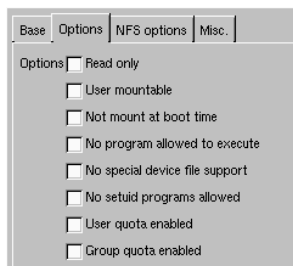 Base Options NFS options Misc.
Options Read only
User mountable
Not mount at boot time
No program allowed to execute
No special device file support
No setuid programs allowed
User quota enabled
Group quota enabled